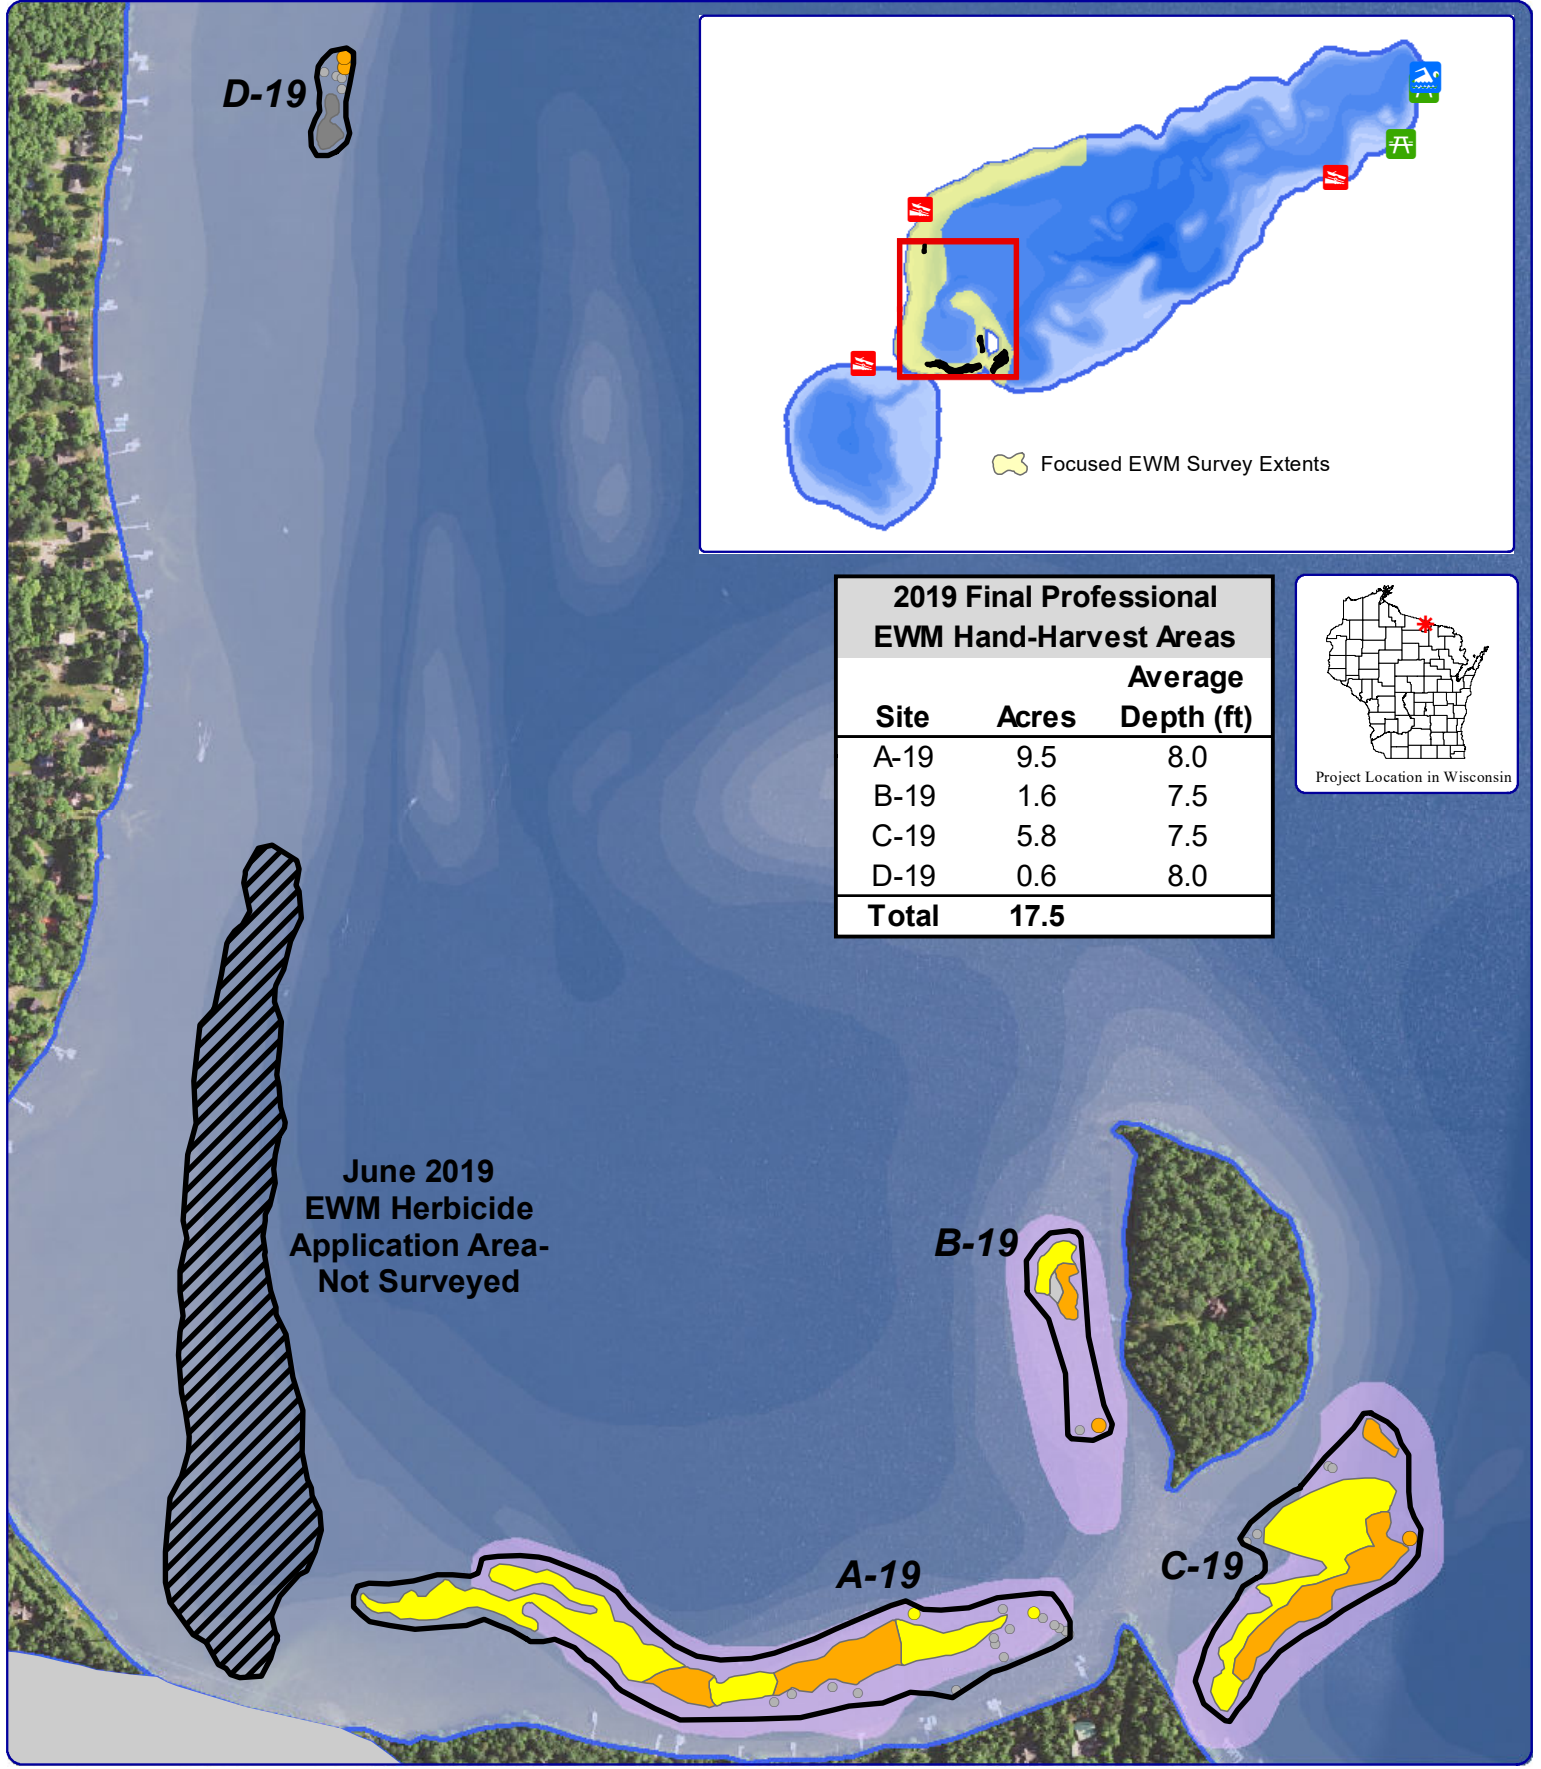 D-19
Focused EWM Survey Extents
2019 Final Professional
EWM Hand-Harvest Areas
Site Acres Average Depth (ft)
A-19 9.5 8.0
B-19 1.6 7.5
C-19 5.8 7.5
D-19 0.6 8.0
Total 17.5
Project Location in Wisconsin
June 2019
EWM Herbicide
Application Area-
Not Surveyed
B-19
A-19
C-19